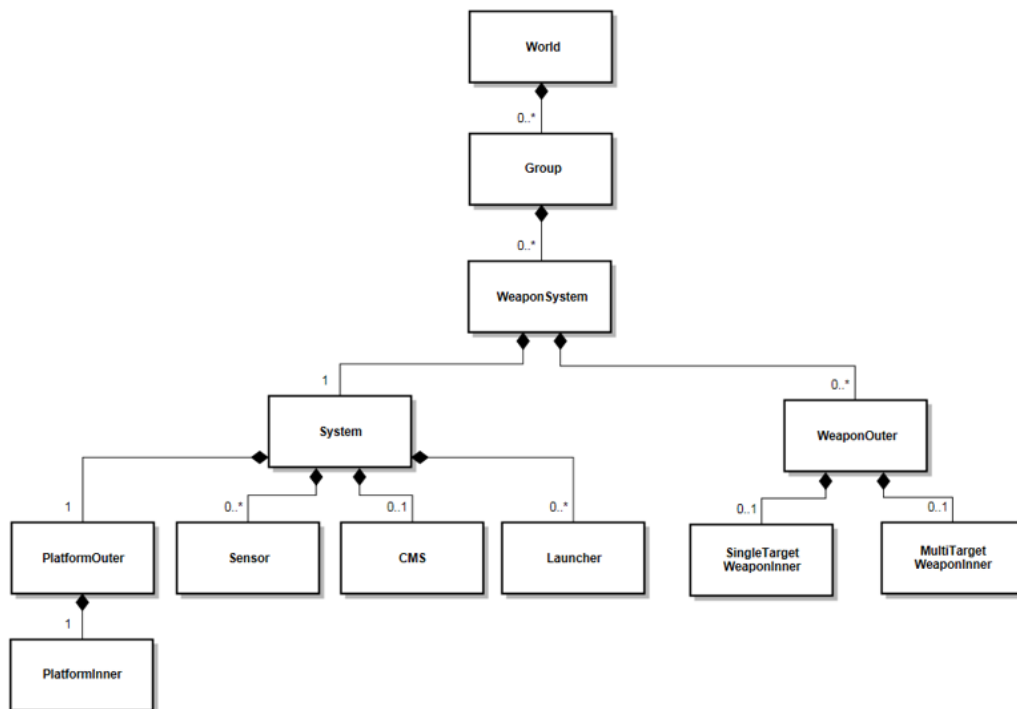 World
0..*
Group
0..*
WeaponSystem
1
0..*
System
WeaponOuter
1
0..*
0..1
0..*
0..1
0..1
PlatformOuter
Sensor
CMS
Launcher
SingleTarget
WeaponInner
MultiTarget
WeaponInner
1
PlatformInner